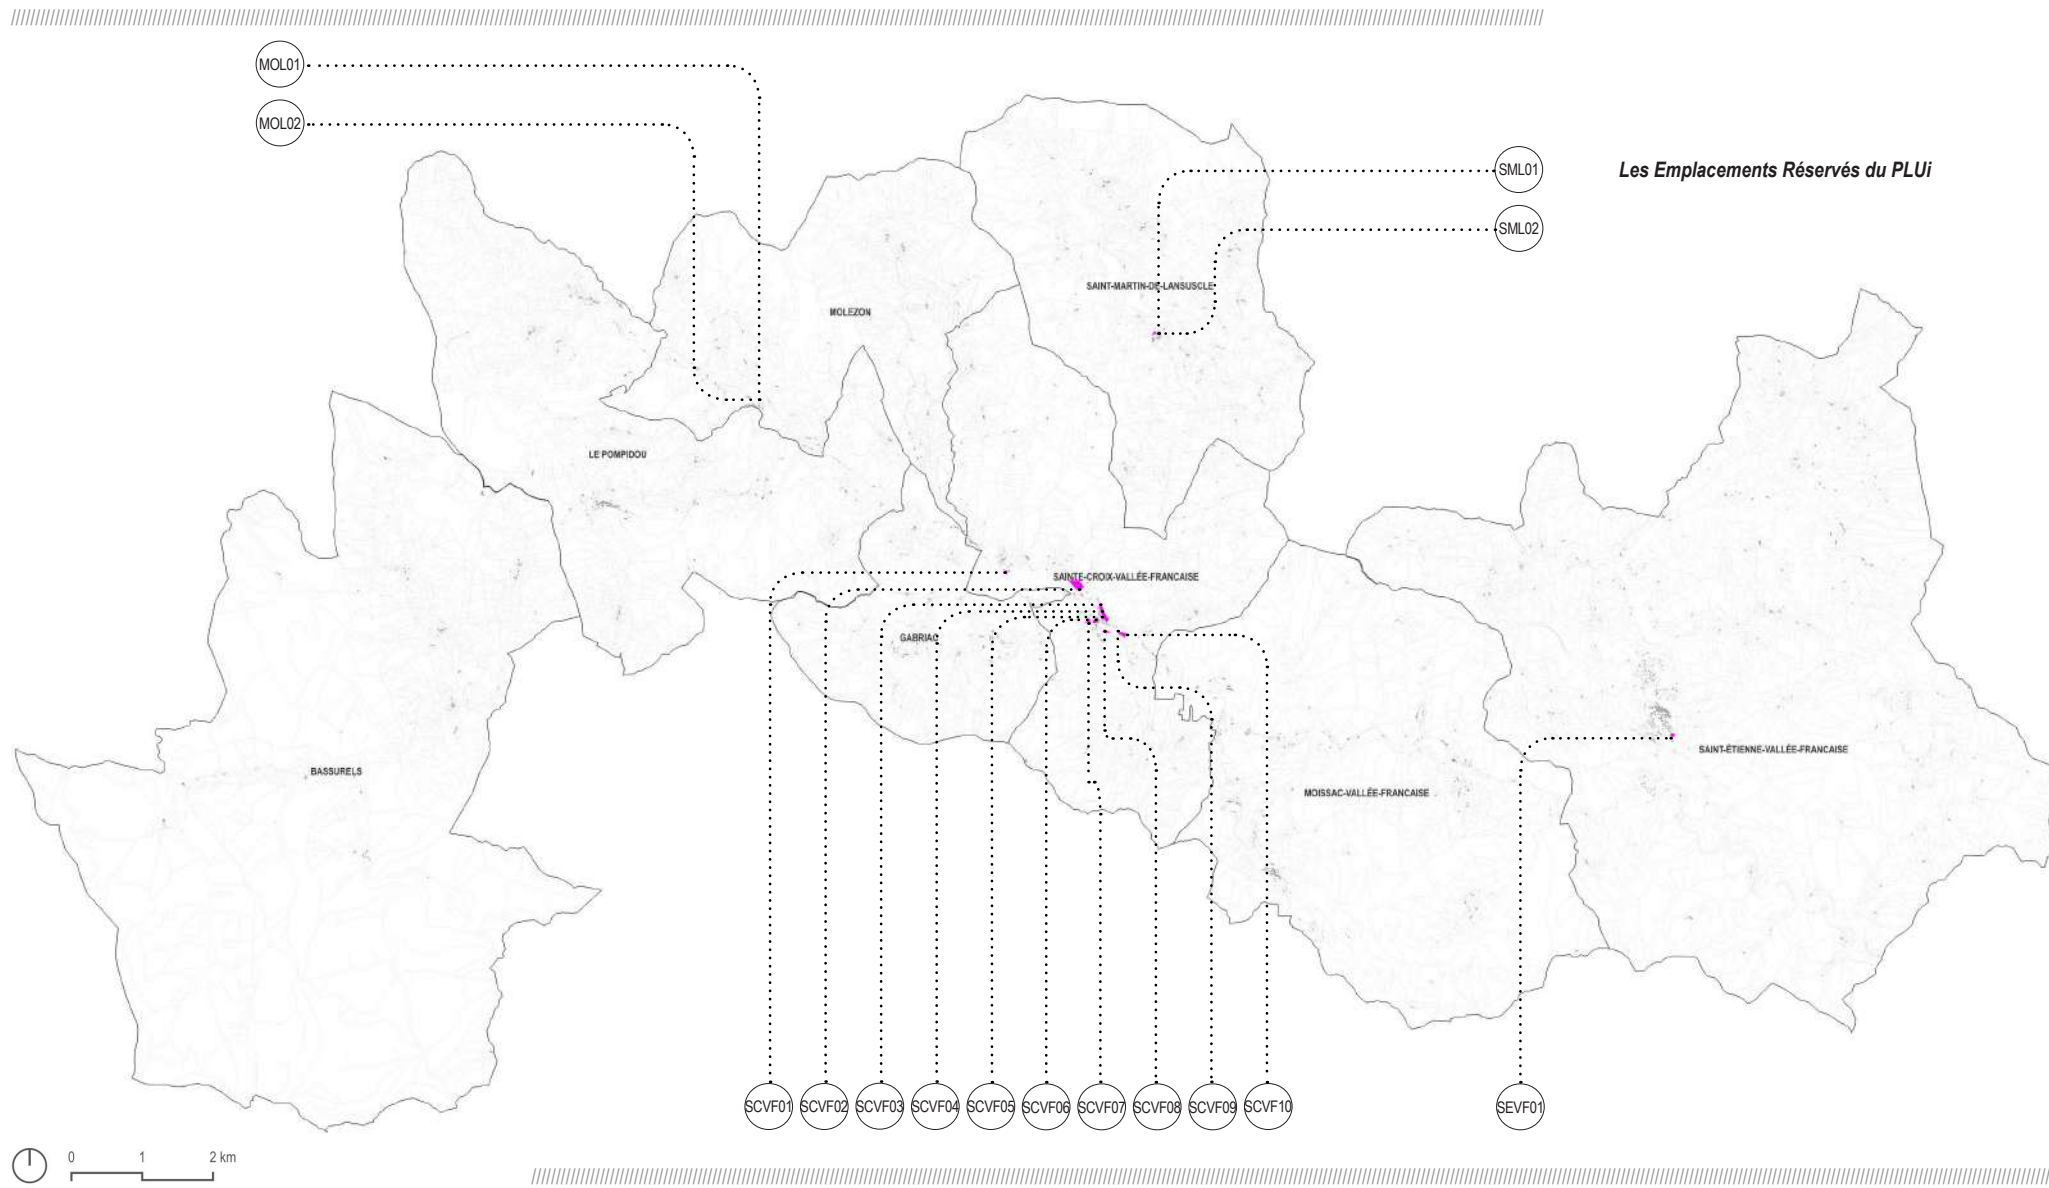 MOL01
MOL02
SML01
Les Emplacements Réservés du PLUi
SML02
SAINT-MARTIN-DE-LANSUSCLE
MOLEZON
LE POMPIDOU
SAINTE-CROIX-VALLÉE-FRANCAISE
GABRIAC
SAINT-ÉTIENNE-VALLÉE-FRANCAISE
BASSURELS
MOISSAC-VALLÉE-FRANCAISE
SCVF01 SCVF02 SCVF03 SCVF04 SCVF05 SCVF06 SCVF07 SCVF08 SCVF09 SCVF10 SEVF01
0 1 2 km